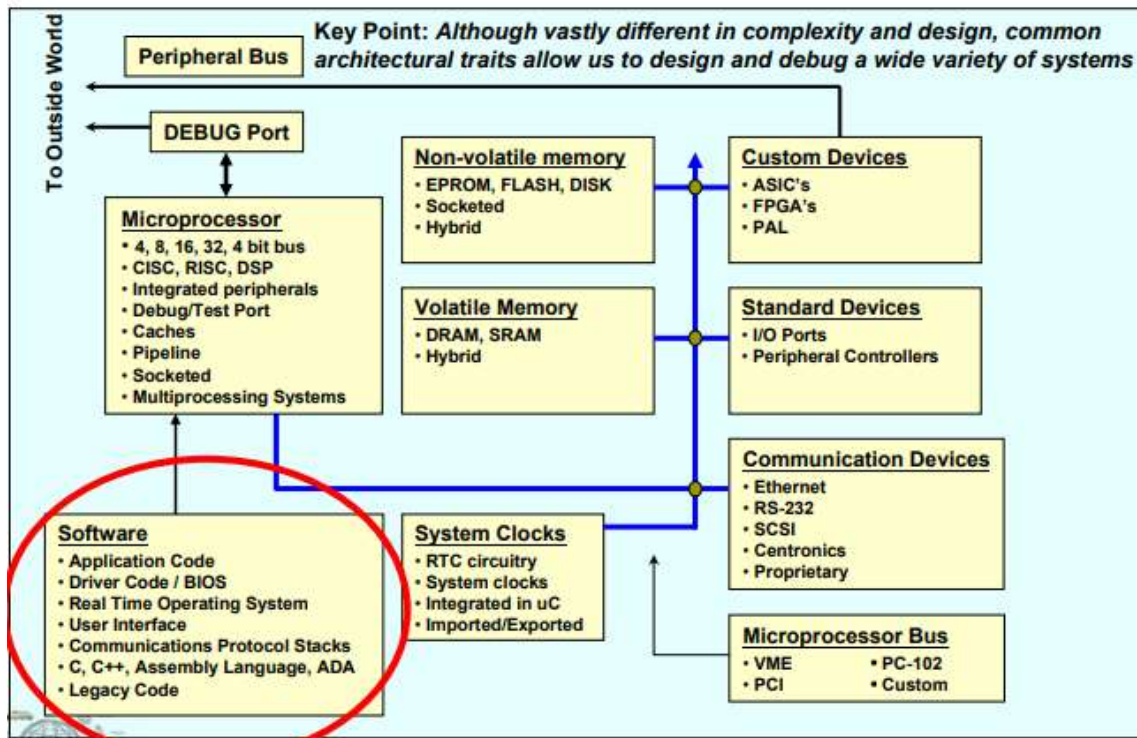 Key Point: Although vastly different in complexity and design, common
architectural traits allow us to design and debug a wide variety of systems
To Outside World
Peripheral Bus
DEBUG Port
Microprocessor
• 4, 8, 16, 32, 4 bit bus
• CISC, RISC, DSP
• Integrated peripherals
• Debug/Test Port
• Caches
• Pipeline
• Socketed
• Multiprocessing Systems
Non-volatile memory
• EPROM, FLASH, DISK
• Socketed
• Hybrid
Custom Devices
• ASIC's
• FPGA's
• PAL
Volatile Memory
• DRAM, SRAM
• Hybrid
Standard Devices
• I/O Ports
• Peripheral Controllers
Communication Devices
• Ethernet
• RS-232
• SCSI
• Centronics
• Proprietary
Software
• Application Code
• Driver Code / BIOS
• Real Time Operating System
• User Interface
• Communications Protocol Stacks
• C, C++, Assembly Language, ADA
• Legacy Code
System Clocks
• RTC circuitry
• System clocks
• Integrated in uC
• Imported/Exported
Microprocessor Bus
• VME • PC-102
• PCI • Custom